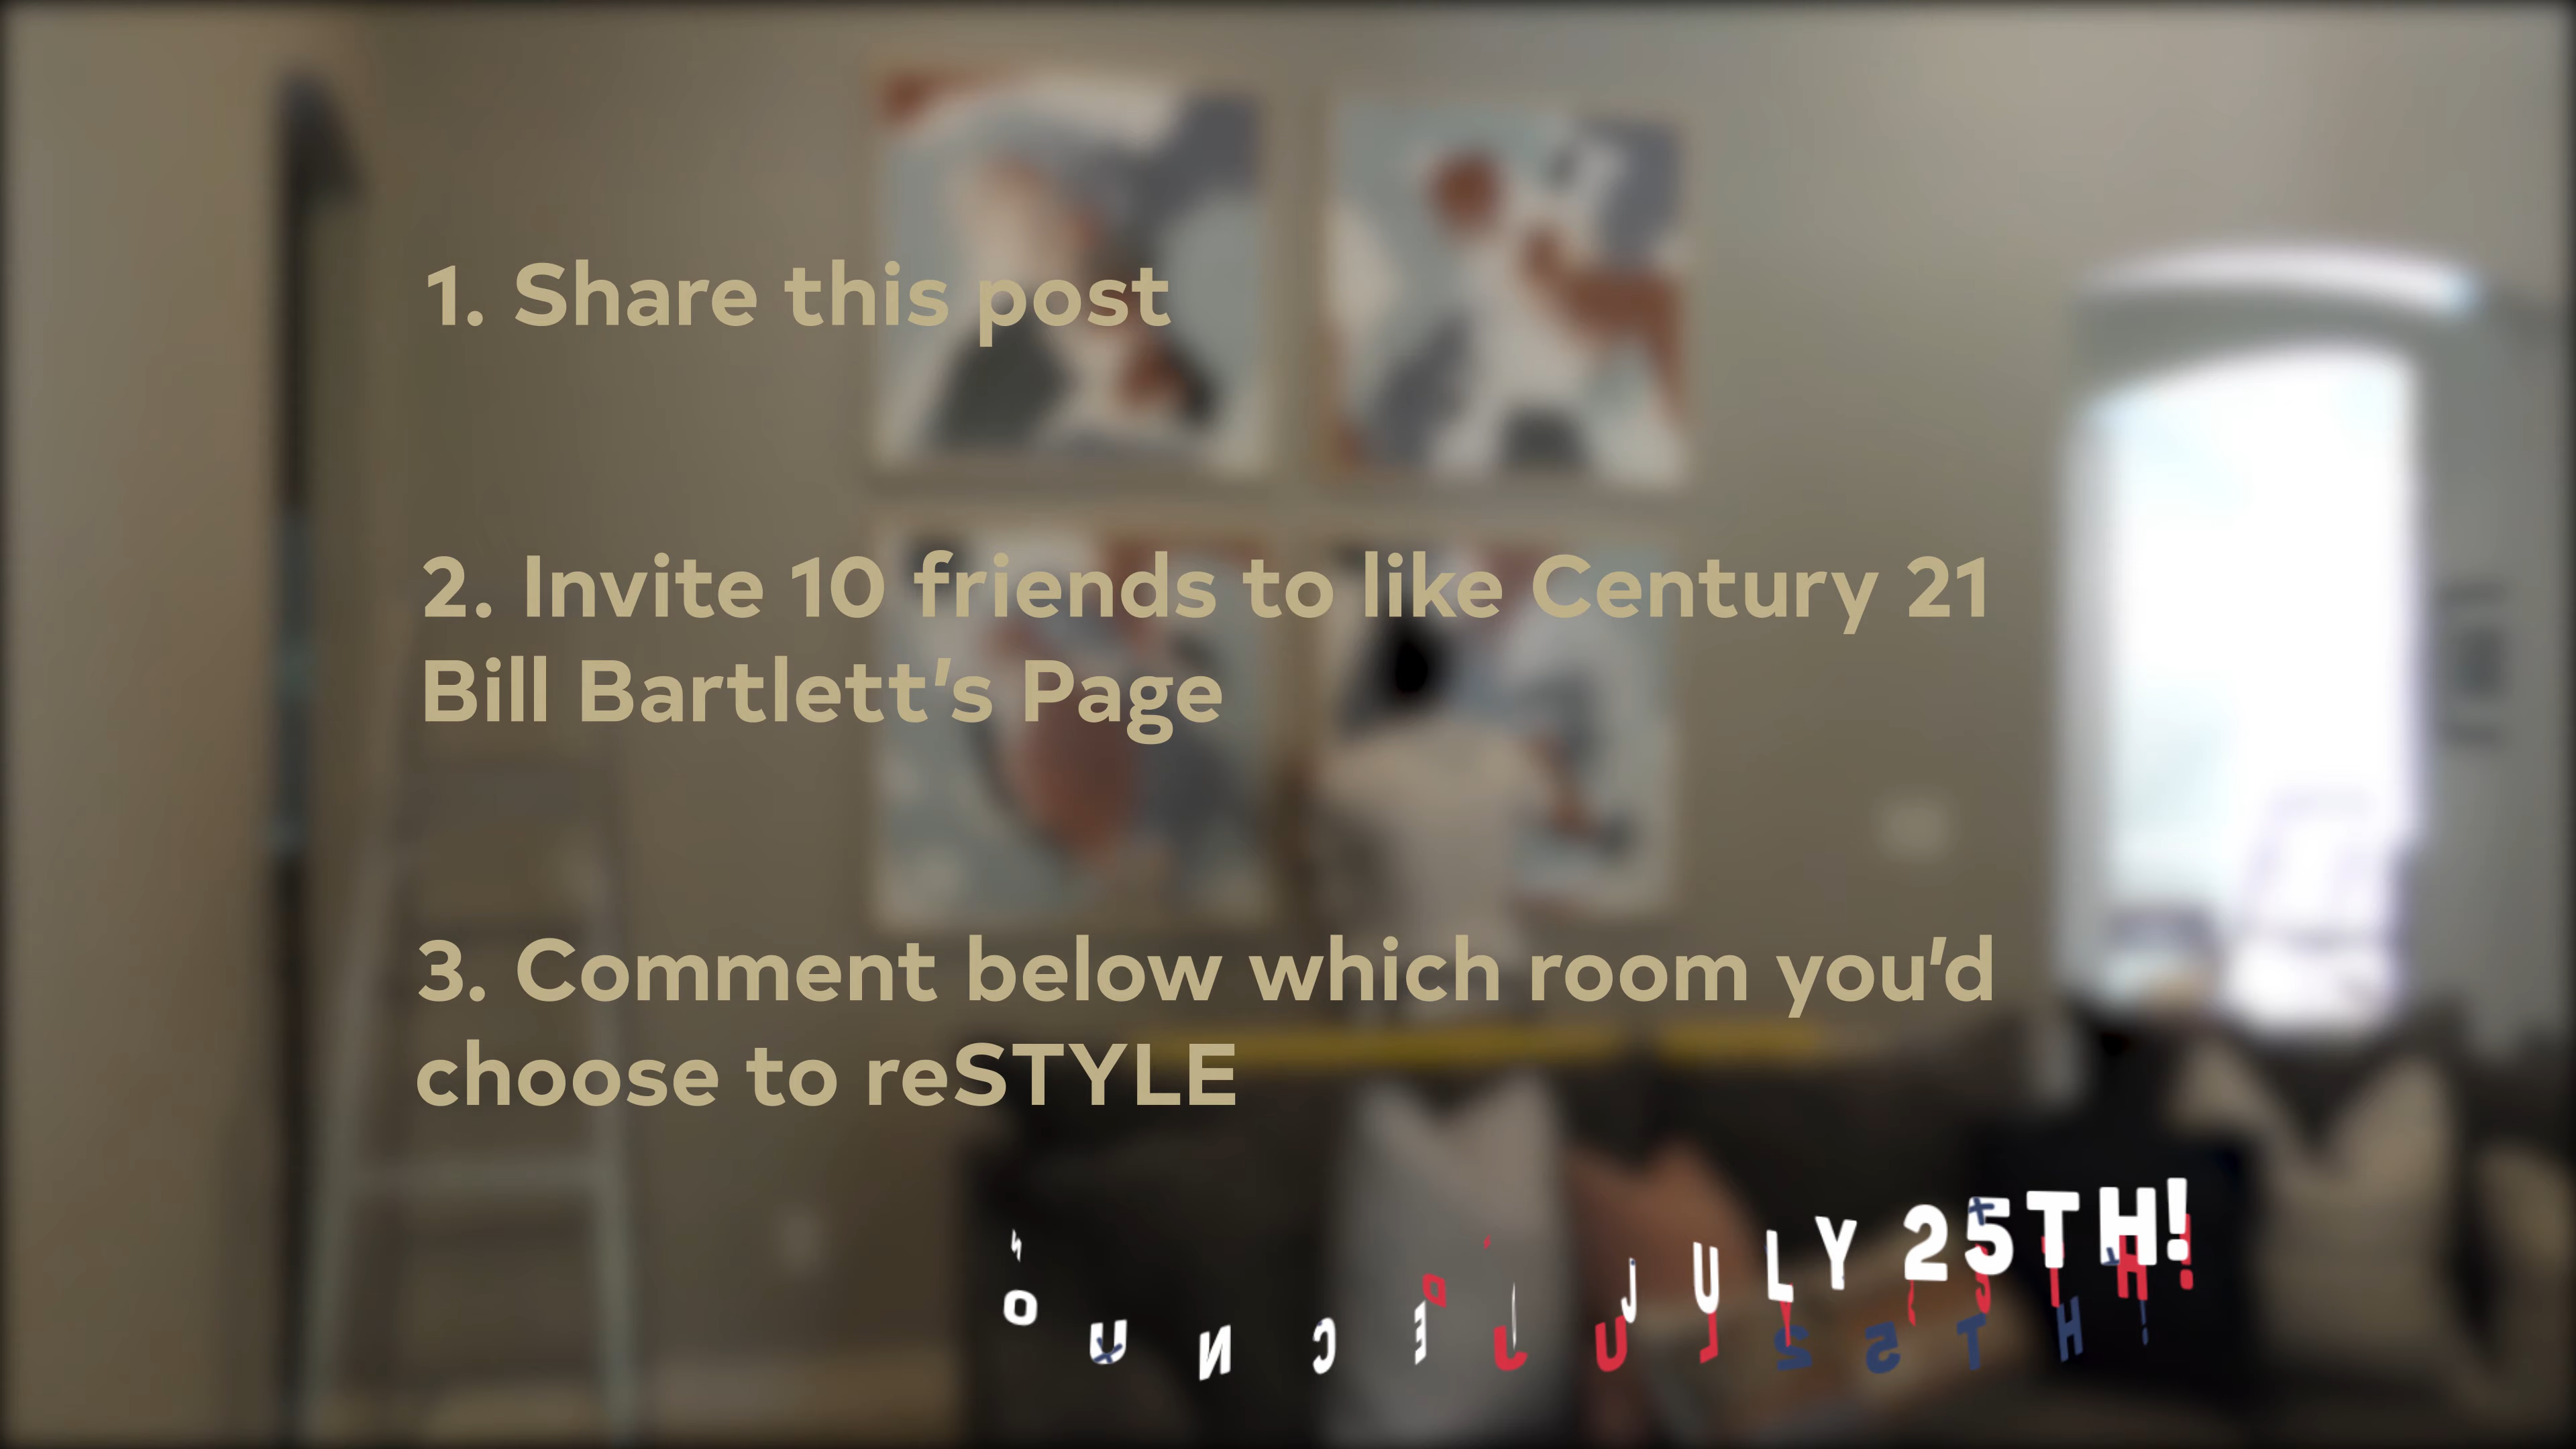 1. Share this post
2. Invite 10 friends to like Century 21
Bill Bartlett's Page
3. Comment below which room you'd
choose to reSTYLE
JULY 25TH!